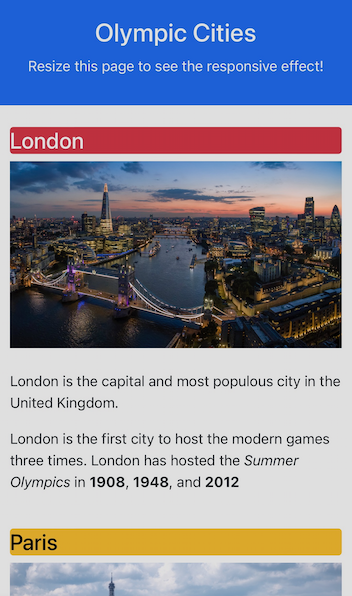 Olympic Cities
Resize this page to see the responsive effect!
London
London is the capital and most populous city in the
United Kingdom.
London is the first city to host the modern games
three times. London has hosted the Summer
Olympics in 1908, 1948, and 2012
Paris